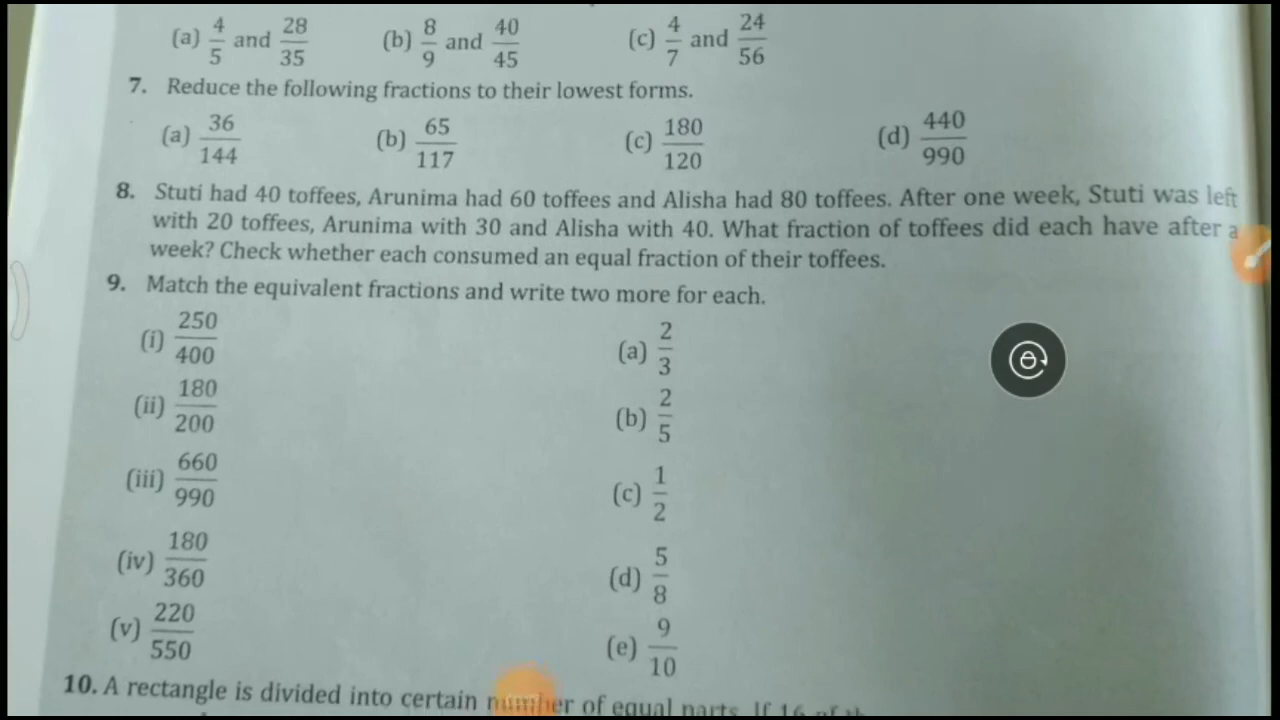 (a) 4/5 and 28/35 (b) 8/9 and 40/45 (c) 4/7 and 24/56
7. Reduce the following fractions to their lowest forms.
(a) 36/144 (b) 65/117 (c) 180/120 (d) 440/990
8. Stuti had 40 toffees, Arunima had 60 toffees and Alisha had 80 toffees. After one week, Stuti was left
with 20 toffees, Arunima with 30 and Alisha with 40. What fraction of toffees did each have after a
week? Check whether each consumed an equal fraction of their toffees.
9. Match the equivalent fractions and write two more for each.
(i) 250/400 (a) 2/3
(ii) 180/200 (b) 2/5
(iii) 660/990 (c) 1/2
(iv) 180/360 (d) 5/8
(v) 220/550 (e) 9/10
10. A rectangle is divided into certain number of equal parts. If 16 of